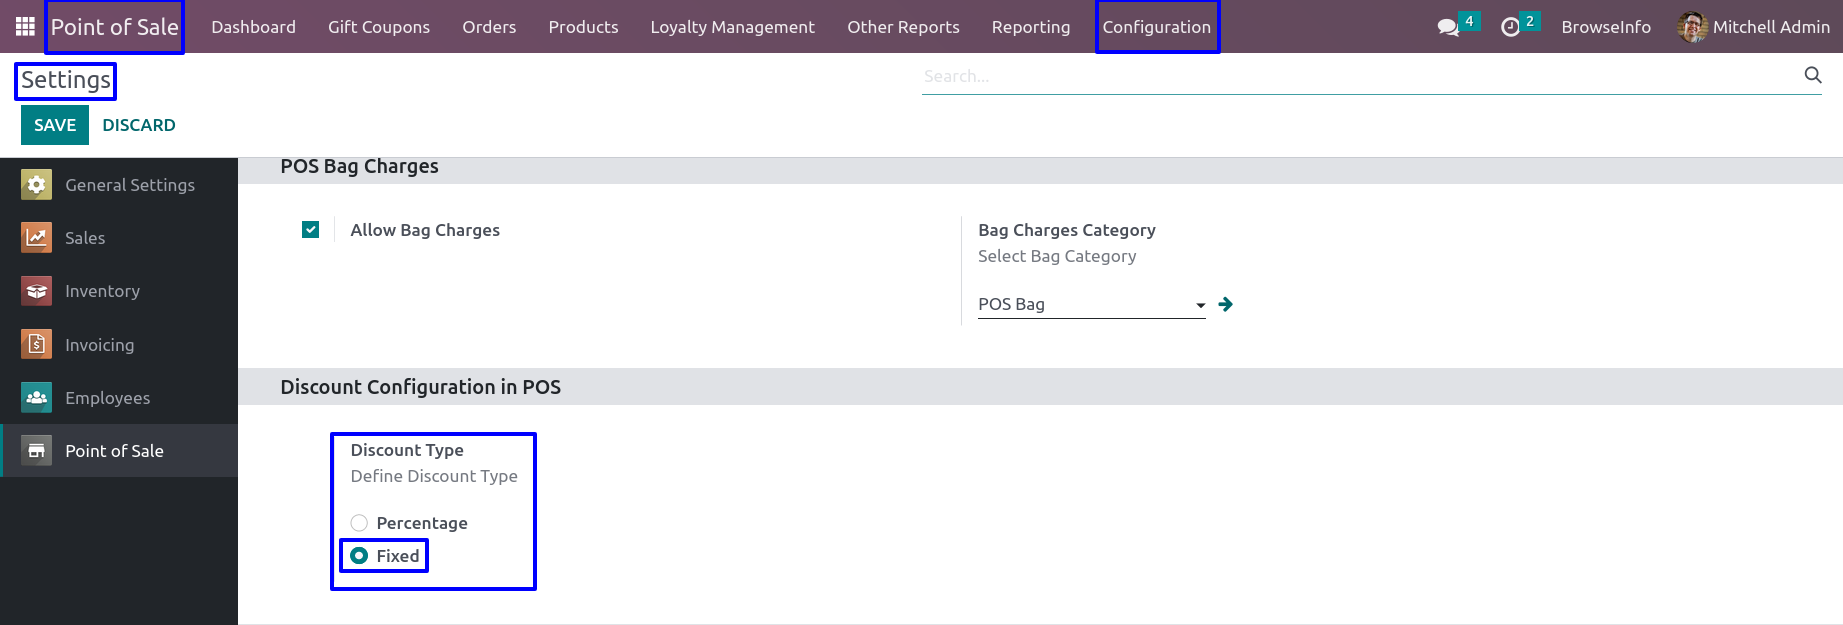 Point of Sale Dashboard Gift Coupons Orders Products Loyalty Management Other Reports Reporting Configuration 4 2 BrowseInfo Mitchell Admin
Settings
Search...
SAVE DISCARD
General Settings
Sales
Inventory
Invoicing
Employees
Point of Sale
POS Bag Charges
Allow Bag Charges
Bag Charges Category
Select Bag Category
POS Bag
Discount Configuration in POS
Discount Type
Define Discount Type
Percentage
Fixed